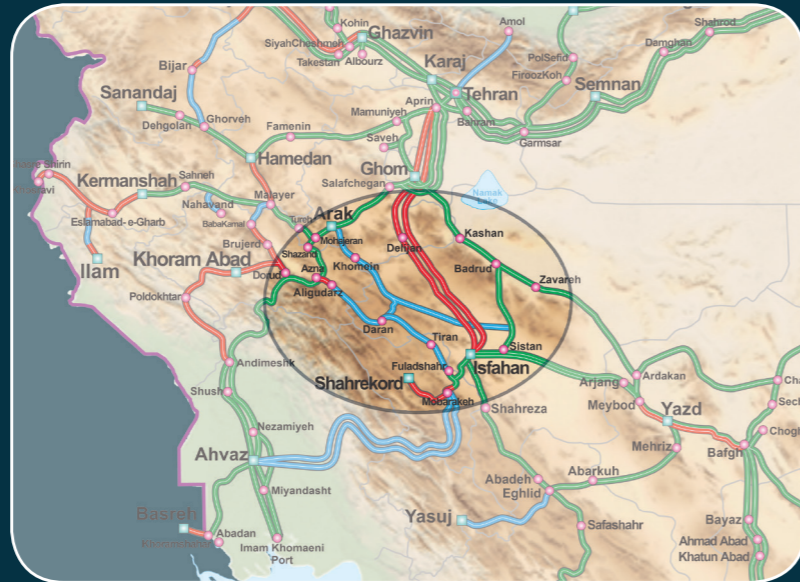 Kohin
Ghazvin
SiyahCheshmeh
Takestan
Albourz
Amol
Shahrod
Damghan
PolSefid
FiroozKoh
Bijar
Karaj
Tehran
Semnan
Sanandaj
Aprin
Mamuniyeh
Bahram
Garmsar
Dehgolan
Ghorveh
Famenin
Saveh
Hamedan
Ghom
Salafchegan
Shirin
Kermanshah
Sahneh
Namak
Lake
Malayer
Nahavand
Eslamabad-e-Gharb
BabaKamal
Tureh
Arak
Mohajeran
Kashan
Brujerd
Shazand
Dehjan
Ilam
Khoram Abad
Dorud
Azna
Khomein
Badrud
Zavareh
Aligudarz
Poldokhtar
Daran
Tiran
Sistan
Andimeshk
Fuladshahr
Isfahan
Shahrekord
Mobarakeh
Arjang
Ardakan
Shush
Shahreza
Meybod
Yazd
Nezamiyeh
Mehriz
Bafgh
Ahvaz
Miyandasht
Abadeh
Eghlid
Abarkuh
Basreh
Abadan
Imam Khomaeni
Port
Yasuj
Safashahr
Bayaz
Ahmad Abad
Khatun Abad